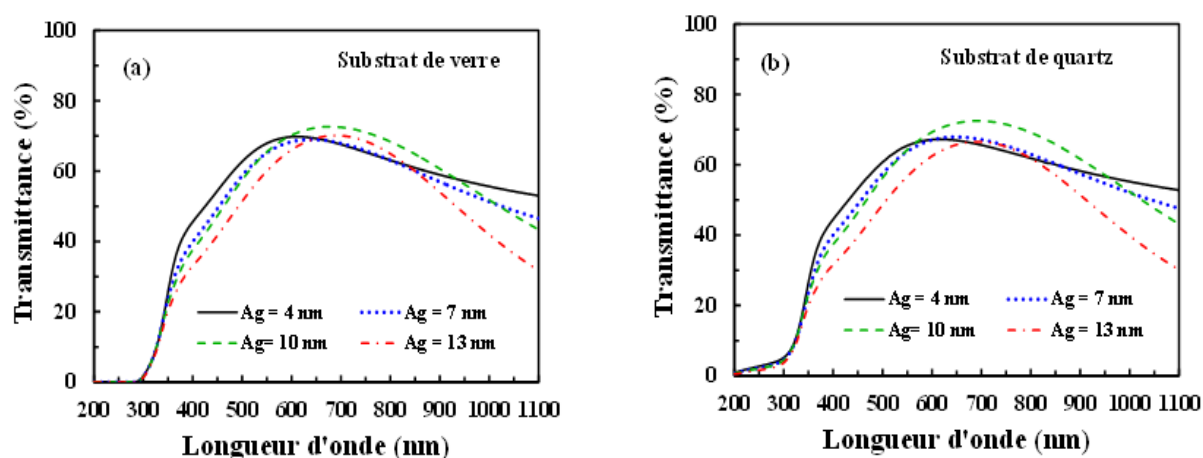 (a)
Substrat de verre
Transmittance (%)
100
80
60
40
20
0
Ag = 4 nm
Ag = 7 nm
Ag= 10 nm
Ag = 13 nm
200 300 400 500 600 700 800 900 1000 1100
Longueur d'onde (nm)
(b)
Substrat de quartz
Transmittance (%)
100
80
60
40
20
0
Ag = 4 nm
Ag = 7 nm
Ag= 10 nm
Ag = 13 nm
200 300 400 500 600 700 800 900 1000 1100
Longueur d'onde (nm)